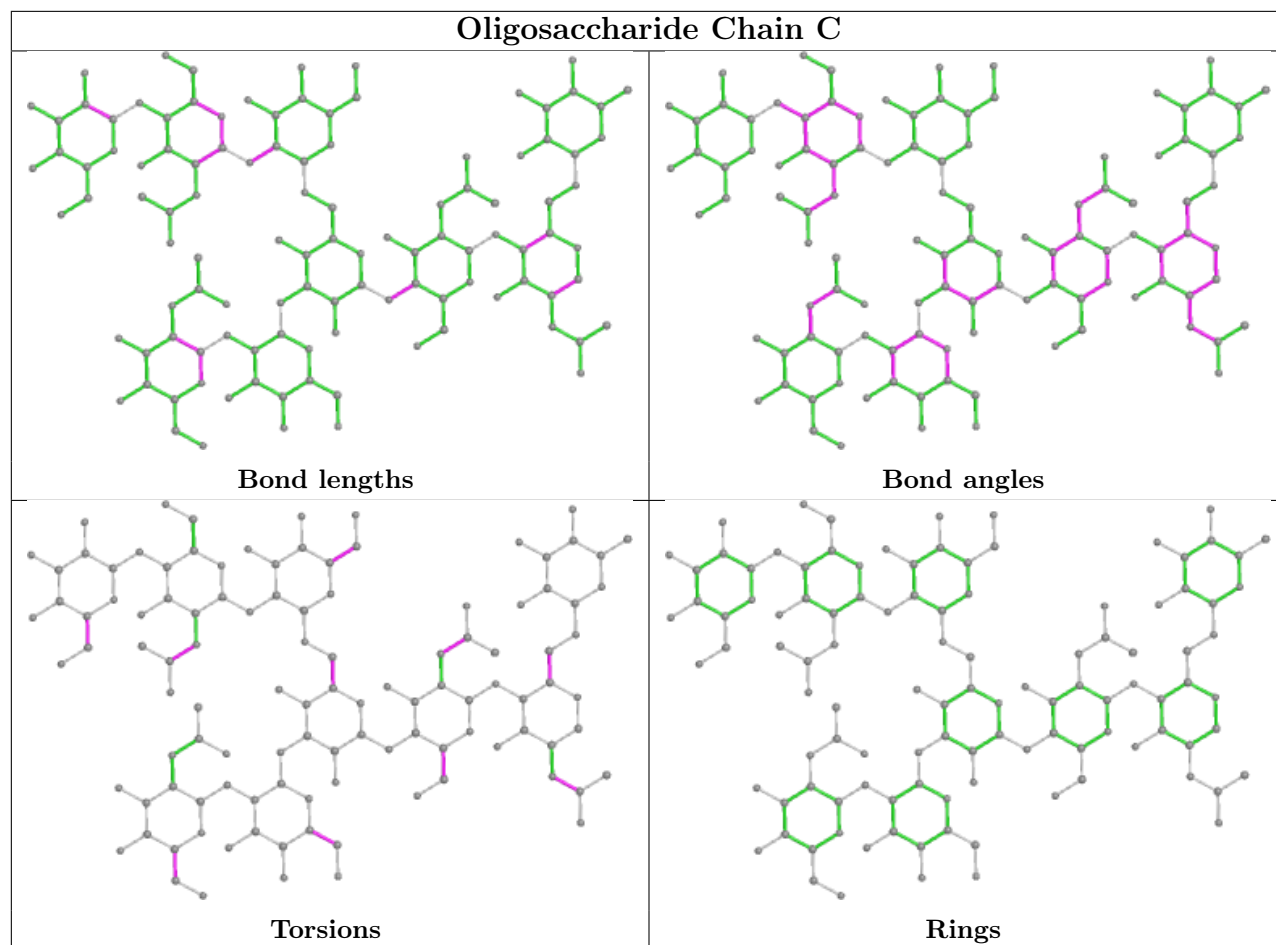 Oligosaccharide Chain C
Bond lengths
Bond angles
Torsions
Rings